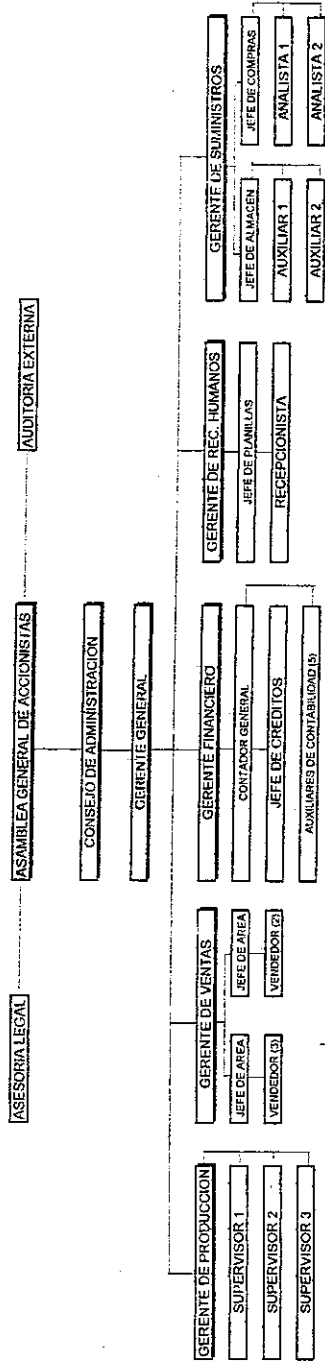 ASESORIA LEGAL
ASAMBLEA GENERAL DE ACCIONISTAS
AUDITORIA EXTERNA
CONSEJO DE ADMINISTRACIÓN
GERENTE GENERAL
GERENTE DE PRODUCCION
SUPERVISOR 1
SUPERVISOR 2
SUPERVISOR 3
GERENTE DE VENTAS
JEFE DE AREA
VENDEDOR (3)
JEFE DE AREA
VENDEDOR (2)
GERENTE FINANCIERO
CONTADOR GENERAL
JEFE DE CREDITOS
AUXILIARES DE CONTABILIDAD (5)
GERENTE DE REC. HUMANOS
JEFE DE PLANILLAS
RECEPCIONISTA
GERENTE DE SUMINISTROS
JEFE DE ALMACEN
AUXILIAR 1
AUXILIAR 2
JEFE DE COMPRAS
ANALISTA 1
ANALISTA 2